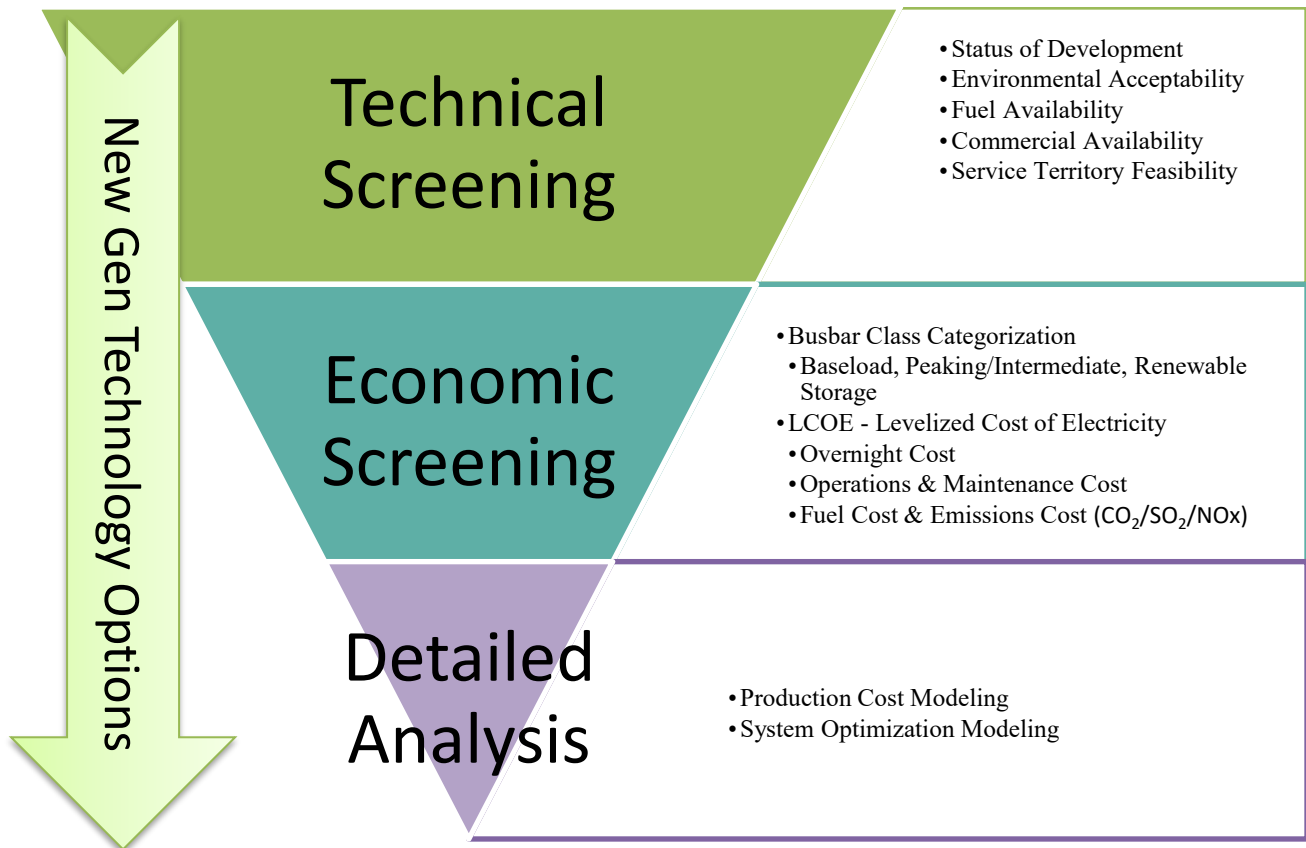 New Gen Technology Options
Technical
Screening
• Status of Development
• Environmental Acceptability
• Fuel Availability
• Commercial Availability
• Service Territory Feasibility
Economic
Screening
• Busbar Class Categorization
• Baseload, Peaking/Intermediate, Renewable
Storage
• LCOE - Levelized Cost of Electricity
• Overnight Cost
• Operations & Maintenance Cost
• Fuel Cost & Emissions Cost (CO₂/SO₂/NOx)
Detailed
Analysis
• Production Cost Modeling
• System Optimization Modeling